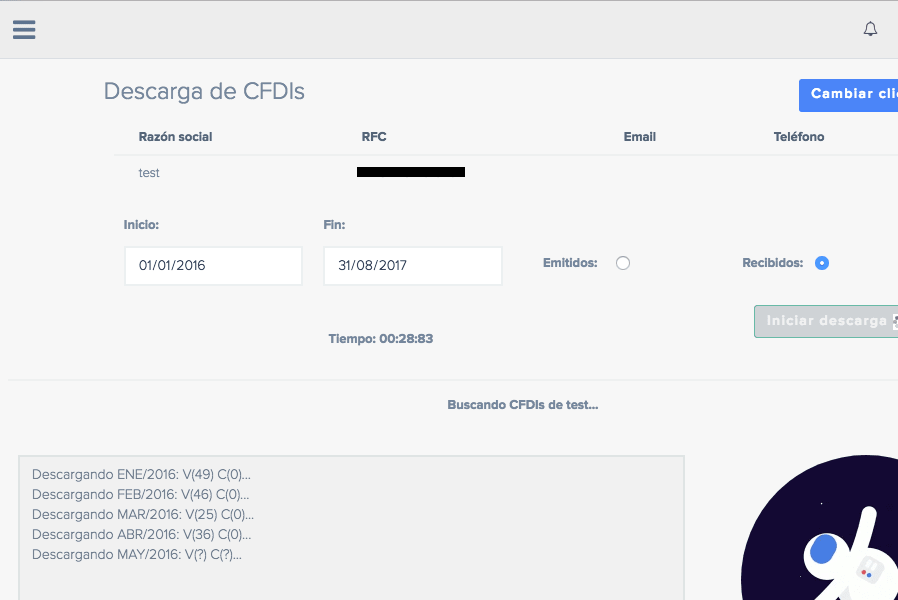 Descarga de CFDIs
Cambiar cli
Razón social RFC Email Teléfono
test
Inicio: Fin:
01/01/2016 31/08/2017 Emitidos: Recibidos:
Iniciar descarga
Tiempo: 00:28:83
Buscando CFDIs de test...
Descargando ENE/2016: V(49) C(0)...
Descargando FEB/2016: V(46) C(0)...
Descargando MAR/2016: V(25) C(0)...
Descargando ABR/2016: V(36) C(0)...
Descargando MAY/2016: V(?) C(?)...